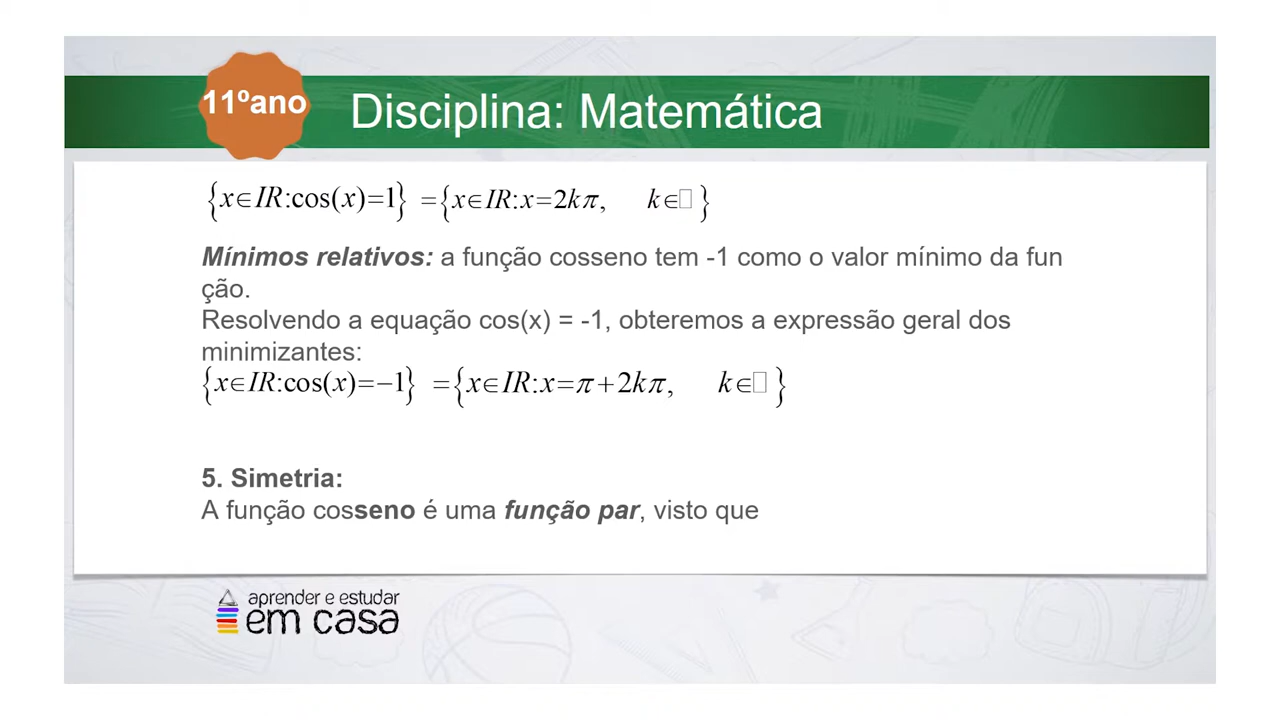 11ºano
Disciplina: Matemática
{x∈IR:cos(x)=1} ={x∈IR:x=2kπ, k∈□ }
Mínimos relativos: a função cosseno tem -1 como o valor mínimo da fun
ção.
Resolvendo a equação cos(x) = -1, obteremos a expressão geral dos
minimizantes:
{x∈IR:cos(x)=−1} ={x∈IR:x=π+2kπ, k∈□ }
5. Simetria:
A função cosseno é uma função par, visto que
aprender e estudar
em casa